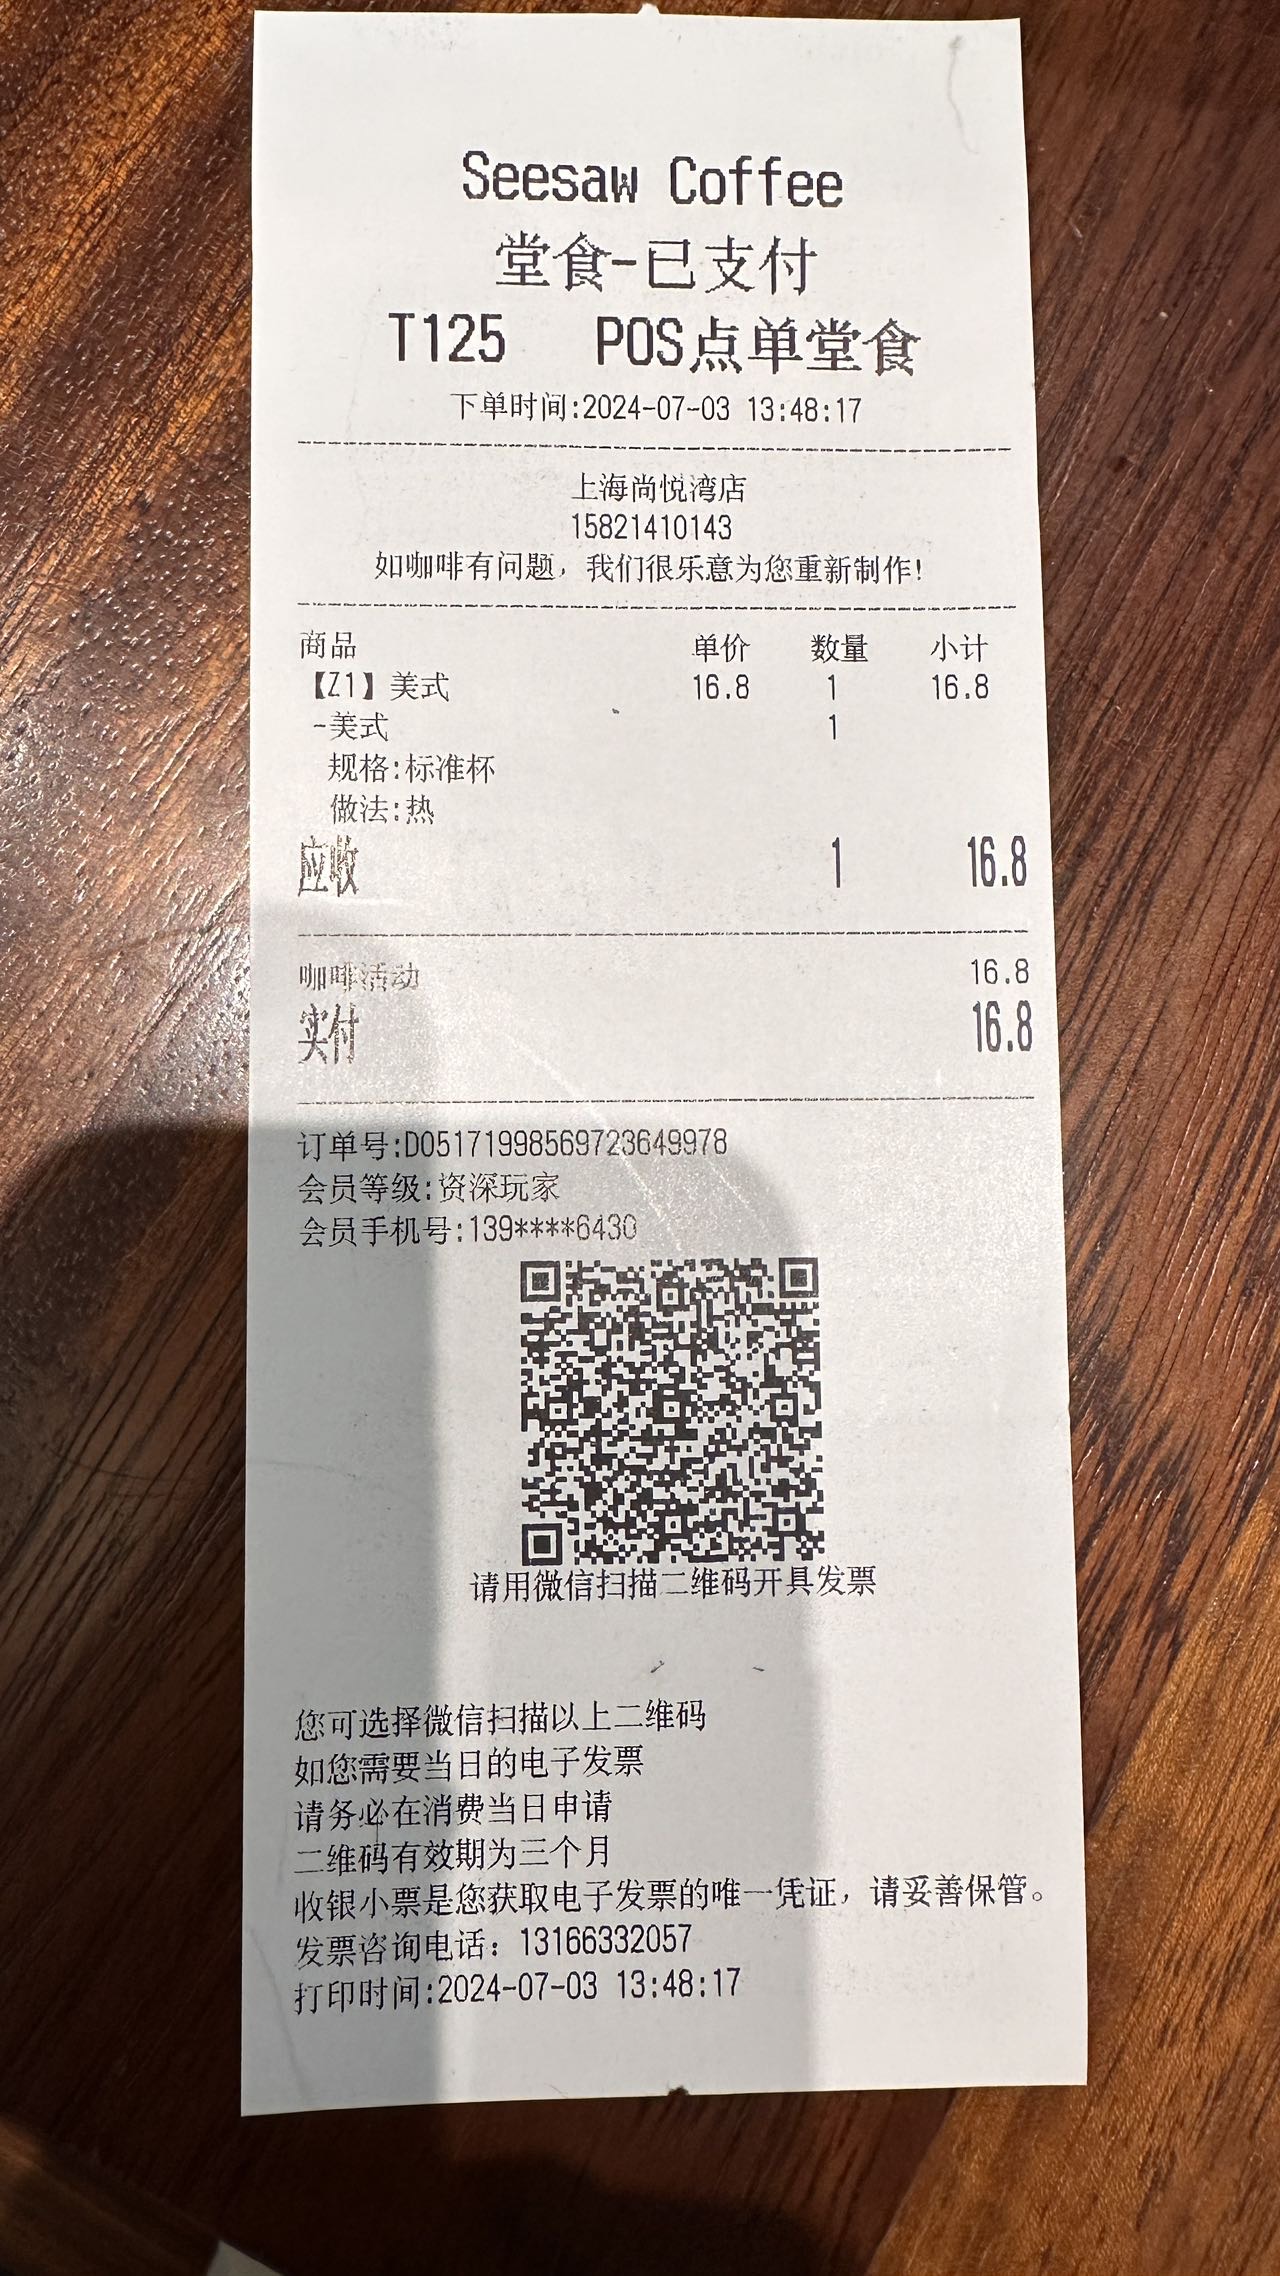 Seesaw Coffee
堂食-已支付
T125 POS点单堂食
下单时间:2024-07-03 13:48:17
上海尚悦湾店
15821410143
如咖啡有问题，我们很乐意为您重新制作!
商品 单价 数量 小计
【Z1】美式 16.8 1 16.8
-美式 1
规格:标准杯
做法:热
应收 1 16.8
咖啡活动 16.8
实付 16.8
订单号:DO51719985697236499​78
会员等级:资深玩家
会员手机号:139****6430
请用微信扫描二维码开具发票
您可选择微信扫描以上二维码
如您需要当日的电子发票
请务必在消费当日申请
二维码有效期为三个月
收银小票是您获取电子发票的唯一凭证，请妥善保管。
发票咨询电话：13166332057
打印时间:2024-07-03 13:48:17